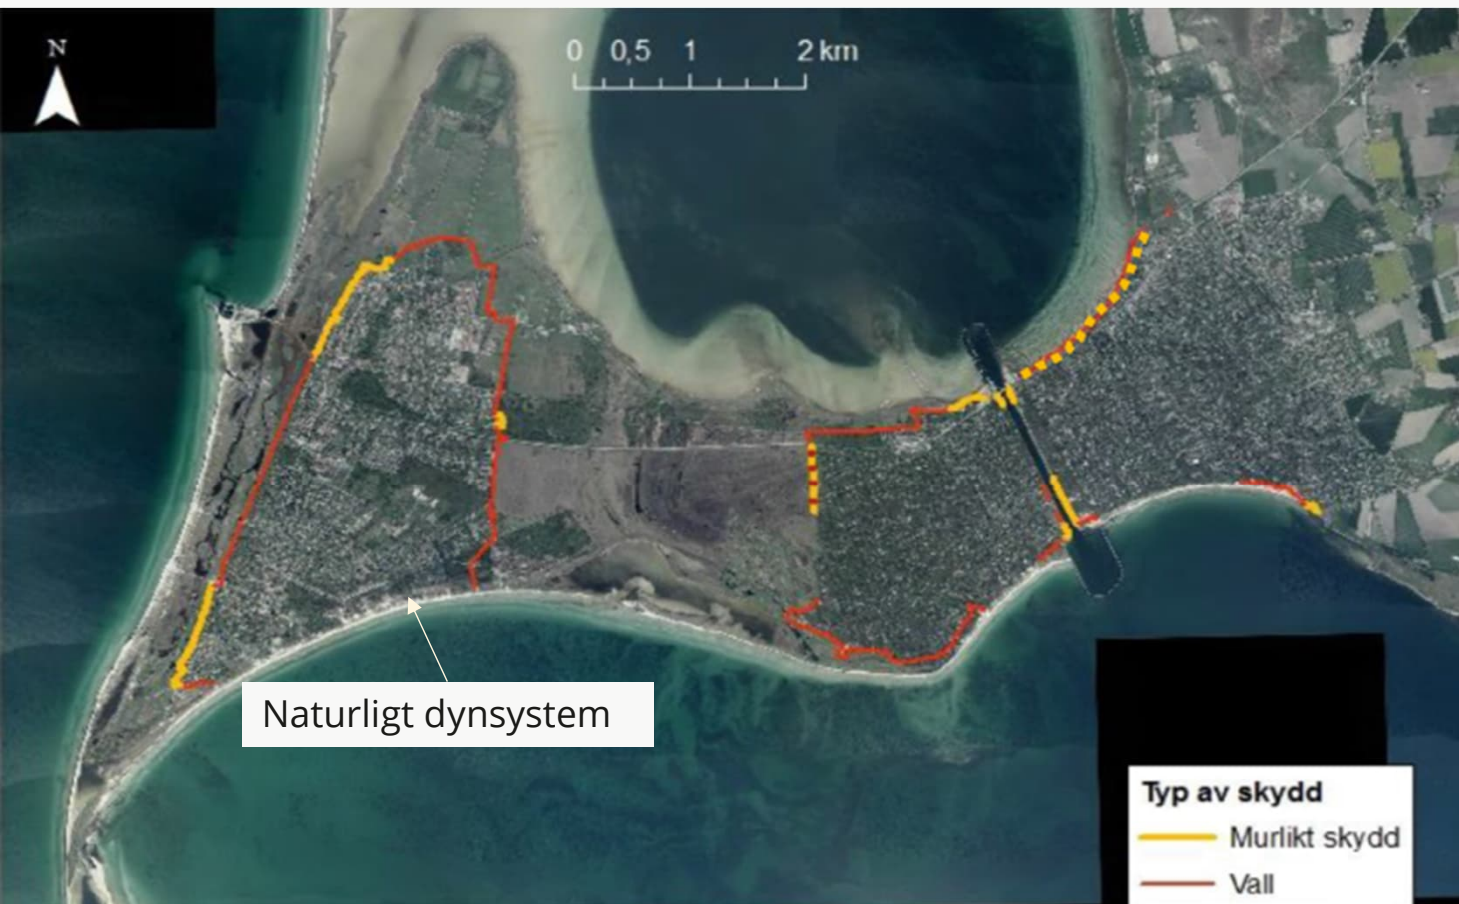 N
0 0,5 1 2 km
Naturligt dynsystem
Typ av skydd
Murlikt skydd
Vall